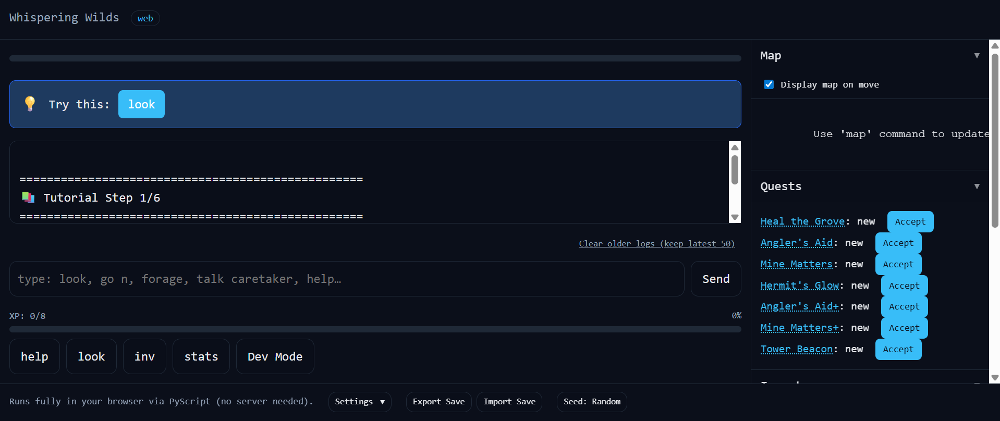 Whispering Wilds web
💡 Try this: look
==================================================
📚 Tutorial Step 1/6
==================================================
Clear older logs (keep latest 50)
type: look, go n, forage, talk caretaker, help…
Send
XP: 0/8
0%
help
look
inv
stats
Dev Mode
Map ▼
Display map on move
Use 'map' command to update
Quests ▼
Heal the Grove: new Accept
Angler's Aid: new Accept
Mine Matters: new Accept
Hermit's Glow: new Accept
Angler's Aid+: new Accept
Mine Matters+: new Accept
Tower Beacon: new Accept
Runs fully in your browser via PyScript (no server needed).
Settings ▼
Export Save
Import Save
Seed: Random